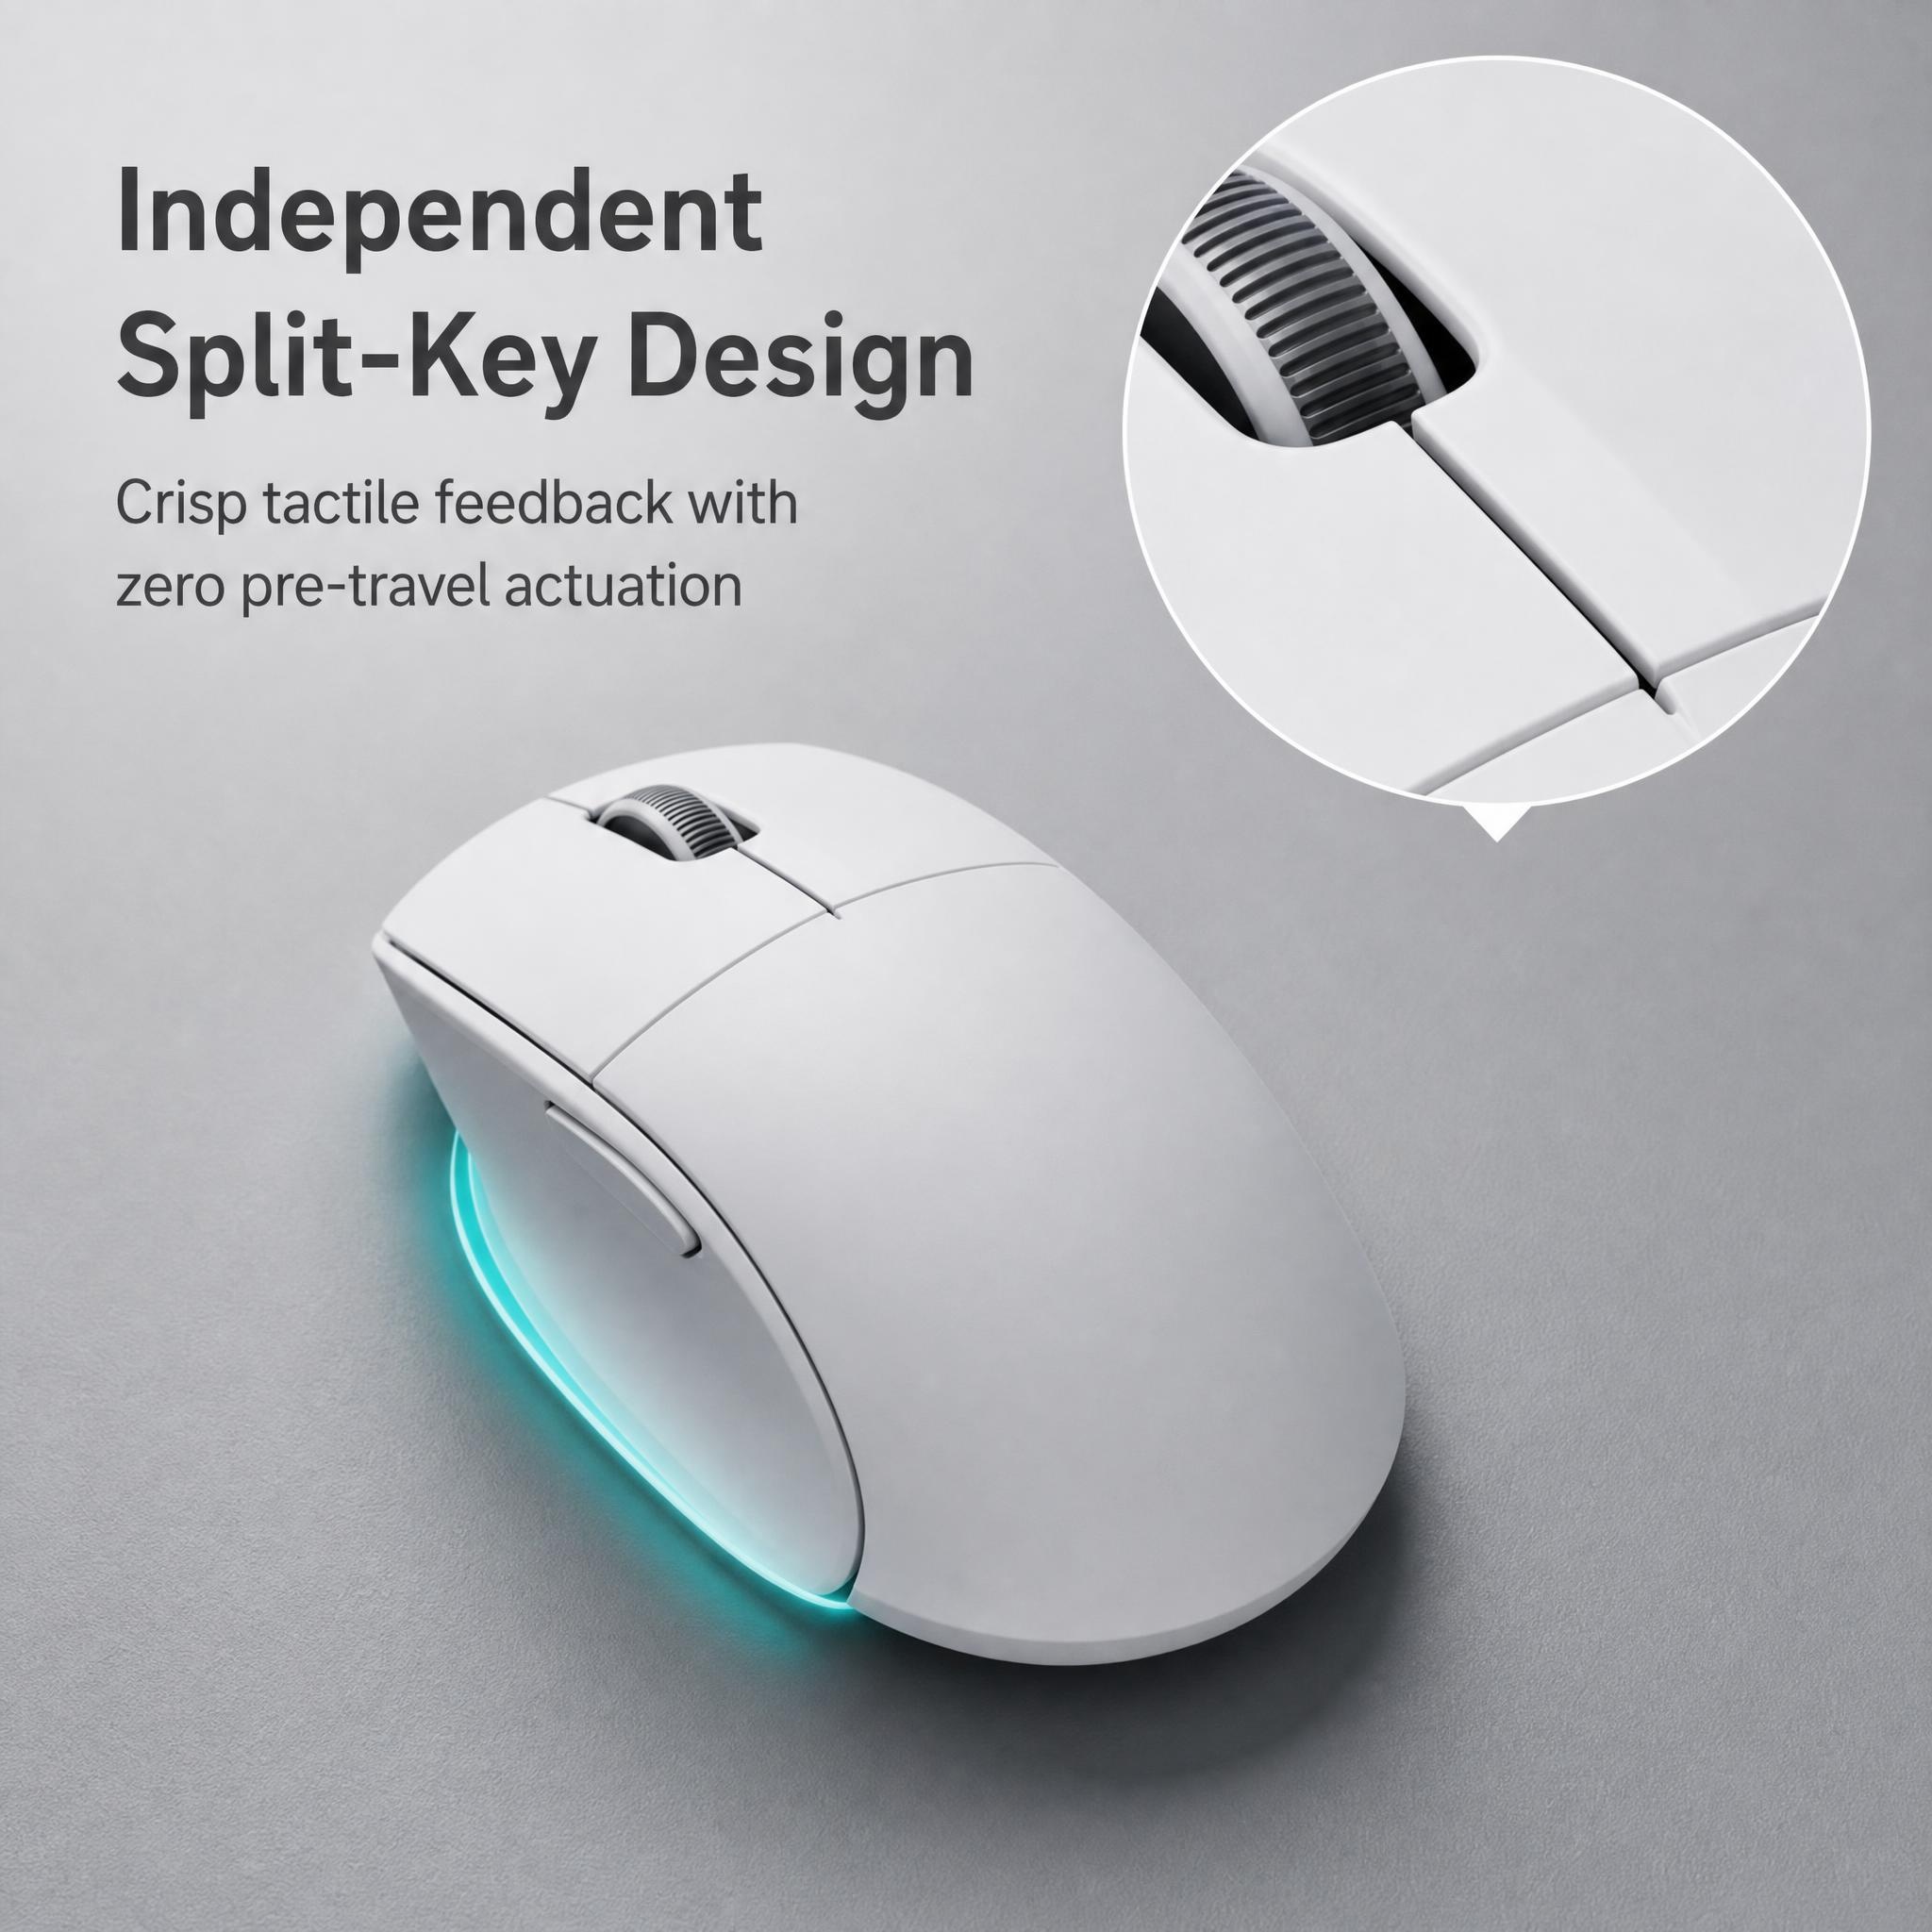 Independent
Split-Key Design
Crisp tactile feedback with
zero pre-travel actuation